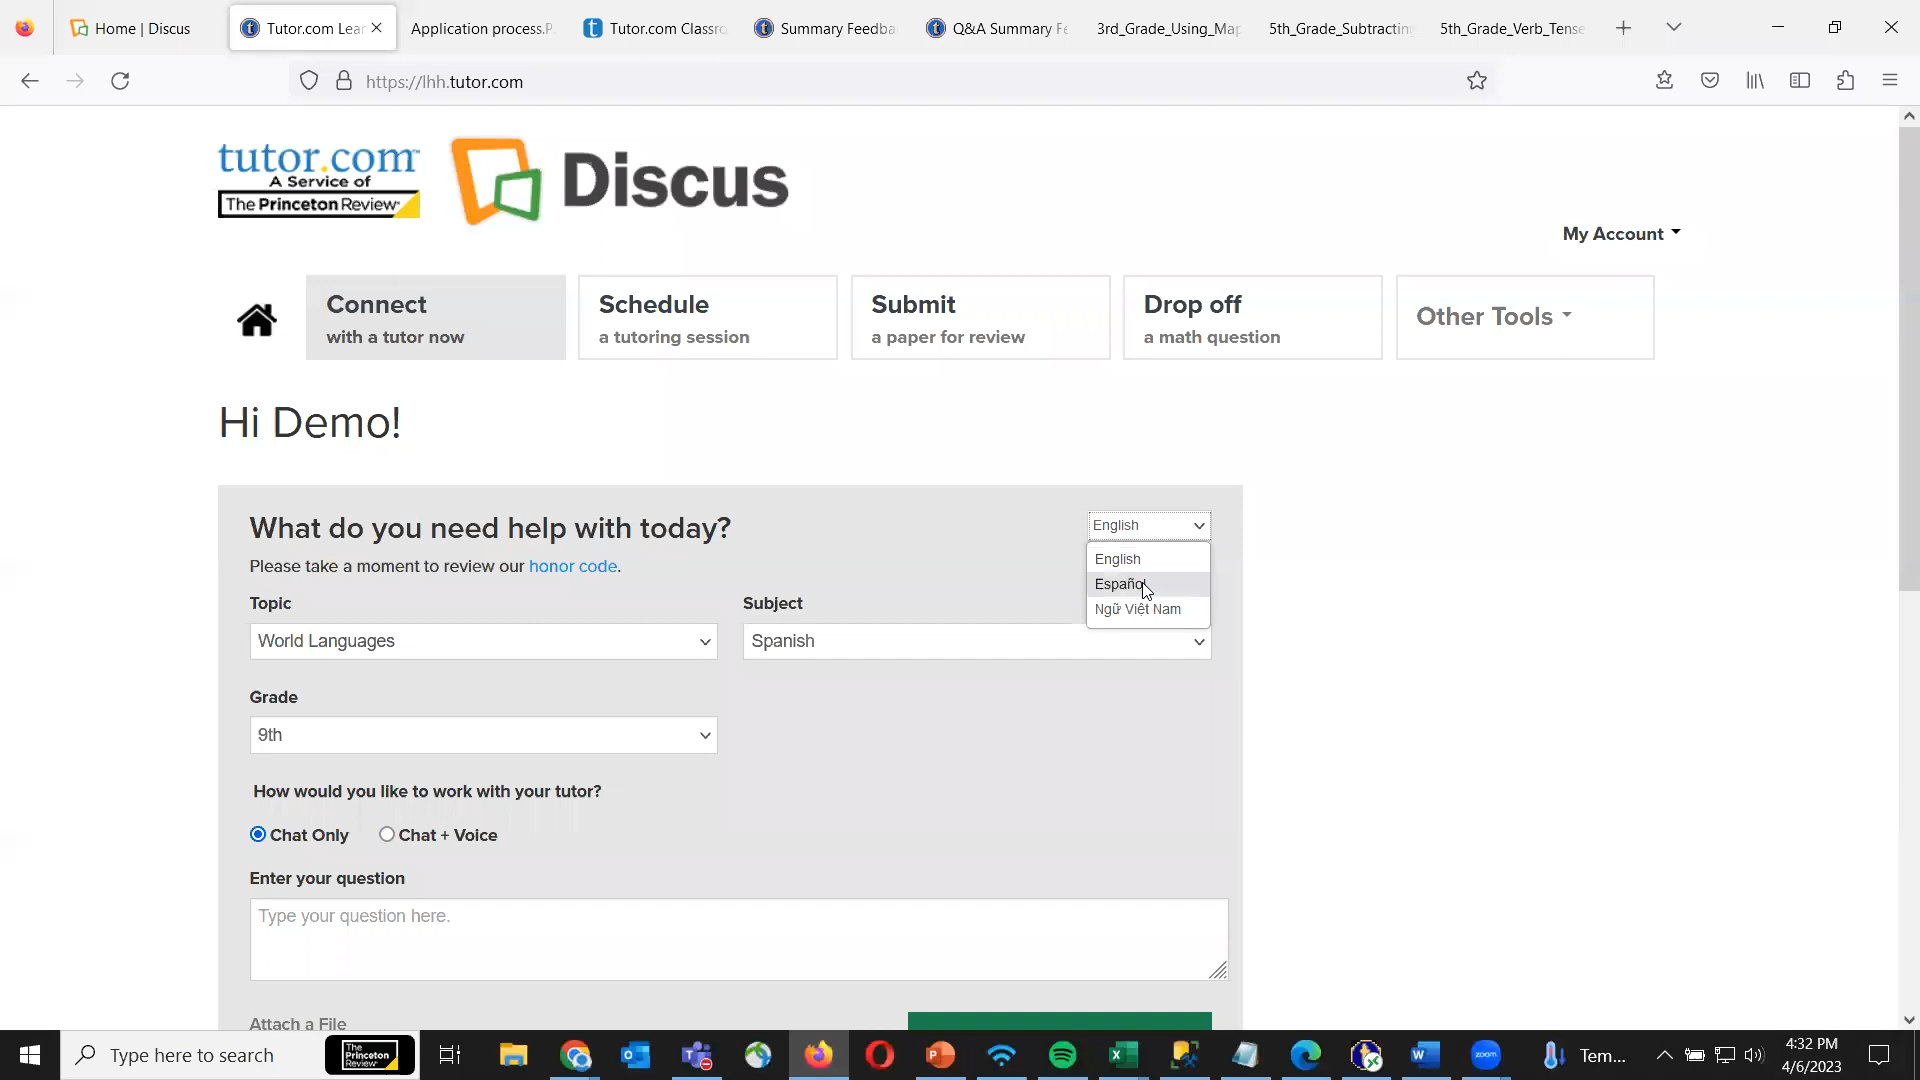 Home | Discus
Tutor.com Lea
Application process.P
Tutor.com Classro
Summary Feedba
Q&A Summary Fe
3rd_Grade_Using_Map
5th_Grade_Subtracting
5th_Grade_Verb_Tense
https://lhh.tutor.com
tutor.com
A Service of
The Princeton Review
Discus
My Account
Connect
with a tutor now
Schedule
a tutoring session
Submit
a paper for review
Drop off
a math question
Other Tools
Hi Demo!
What do you need help with today?
English
Please take a moment to review our honor code.
English
Español
Ngữ Việt Nam
Topic
Subject
World Languages
Spanish
Grade
9th
How would you like to work with your tutor?
Chat Only
Chat + Voice
Enter your question
Type your question here.
Attach a File
Type here to search
The Princeton Review
zoom
Tem...
4:32 PM
4/6/2023